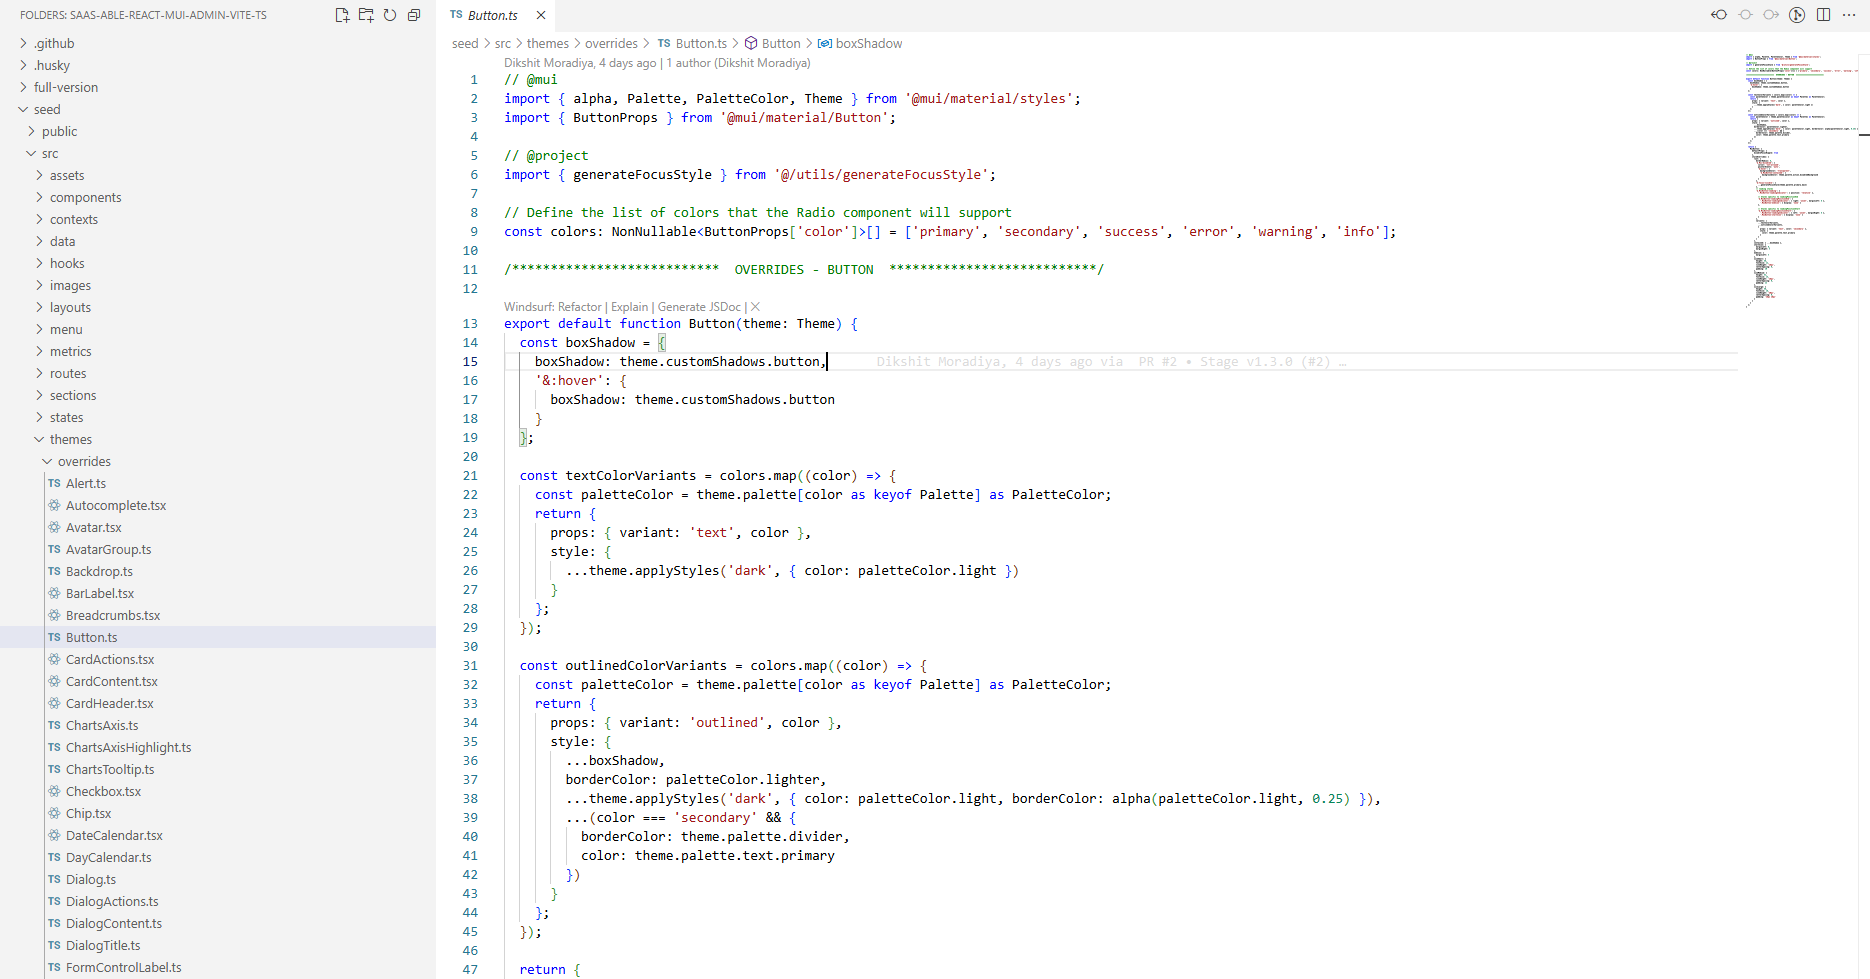 FOLDERS: SAAS-ABLE-REACT-MUI-ADMIN-VITE-TS
.github
.husky
full-version
seed
public
src
assets
components
contexts
data
hooks
images
layouts
menu
metrics
routes
sections
states
themes
overrides
TS Alert.ts
Autocomplete.tsx
Avatar.tsx
TS AvatarGroup.ts
TS Backdrop.ts
BarLabel.tsx
Breadcrumbs.tsx
TS Button.ts
CardActions.tsx
CardContent.tsx
CardHeader.tsx
TS ChartsAxis.ts
TS ChartsAxisHighlight.ts
TS ChartsTooltip.ts
Checkbox.tsx
Chip.tsx
DateCalendar.tsx
TS DayCalendar.ts
TS Dialog.ts
TS DialogActions.ts
TS DialogContent.ts
TS DialogTitle.ts
TS FormControlLabel.ts
TS Button.ts
seed > src > themes > overrides > TS Button.ts > Button > boxShadow
Dikshit Moradiya, 4 days ago | 1 author (Dikshit Moradiya)
1 // @mui
2 import { alpha, Palette, PaletteColor, Theme } from '@mui/material/styles';
3 import { ButtonProps } from '@mui/material/Button';
4
5 // @project
6 import { generateFocusStyle } from '@/utils/generateFocusStyle';
7
8 // Define the list of colors that the Radio component will support
9 const colors: NonNullable<ButtonProps['color']>[] = ['primary', 'secondary', 'success', 'error', 'warning', 'info'];
10
11 /***************************  OVERRIDES - BUTTON  ***************************/
12
Windsurf: Refactor | Explain | Generate JSDoc | X
13 export default function Button(theme: Theme) {
14 const boxShadow = {
15 boxShadow: theme.customShadows.button, Dikshit Moradiya, 4 days ago via PR #2 • Stage v1.3.0 (#2) …
16 '&:hover': {
17 boxShadow: theme.customShadows.button
18 }
19 };
20
21 const textColorVariants = colors.map((color) => {
22 const paletteColor = theme.palette[color as keyof Palette] as PaletteColor;
23 return {
24 props: { variant: 'text', color },
25 style: {
26 ...theme.applyStyles('dark', { color: paletteColor.light })
27 }
28 };
29 });
30
31 const outlinedColorVariants = colors.map((color) => {
32 const paletteColor = theme.palette[color as keyof Palette] as PaletteColor;
33 return {
34 props: { variant: 'outlined', color },
35 style: {
36 ...boxShadow,
37 borderColor: paletteColor.lighter,
38 ...theme.applyStyles('dark', { color: paletteColor.light, borderColor: alpha(paletteColor.light, 0.25) }),
39 ...(color === 'secondary' && {
40 borderColor: theme.palette.divider,
41 color: theme.palette.text.primary
42 })
43 }
44 };
45 });
46
47 return {